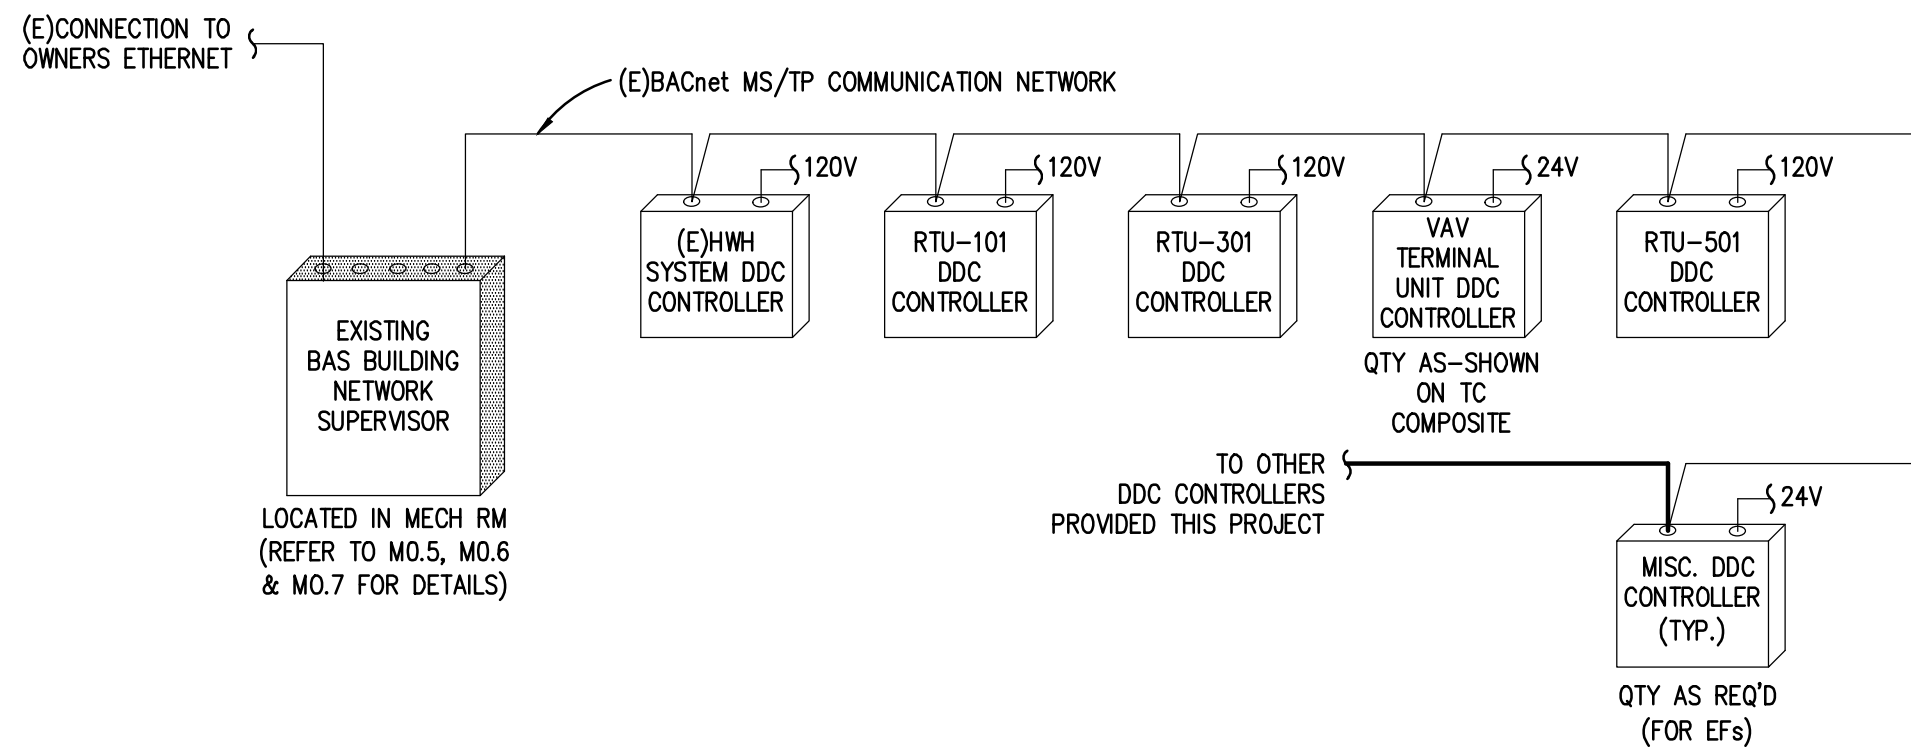 (E)CONNECTION TO
OWNERS ETHERNET
(E)BACnet MS/TP COMMUNICATION NETWORK
120V
120V
120V
24V
120V
(E)HWH
SYSTEM DDC
CONTROLLER
RTU-101
DDC
CONTROLLER
RTU-301
DDC
CONTROLLER
VAV
TERMINAL
UNIT DDC
CONTROLLER
RTU-501
DDC
CONTROLLER
QTY AS-SHOWN
ON TC
COMPOSITE
EXISTING
BAS BUILDING
NETWORK
SUPERVISOR
LOCATED IN MECH RM
(REFER TO M0.5, M0.6
& M0.7 FOR DETAILS)
TO OTHER
DDC CONTROLLERS
PROVIDED THIS PROJECT
24V
MISC. DDC
CONTROLLER
(TYP.)
QTY AS REQ'D
(FOR EFs)